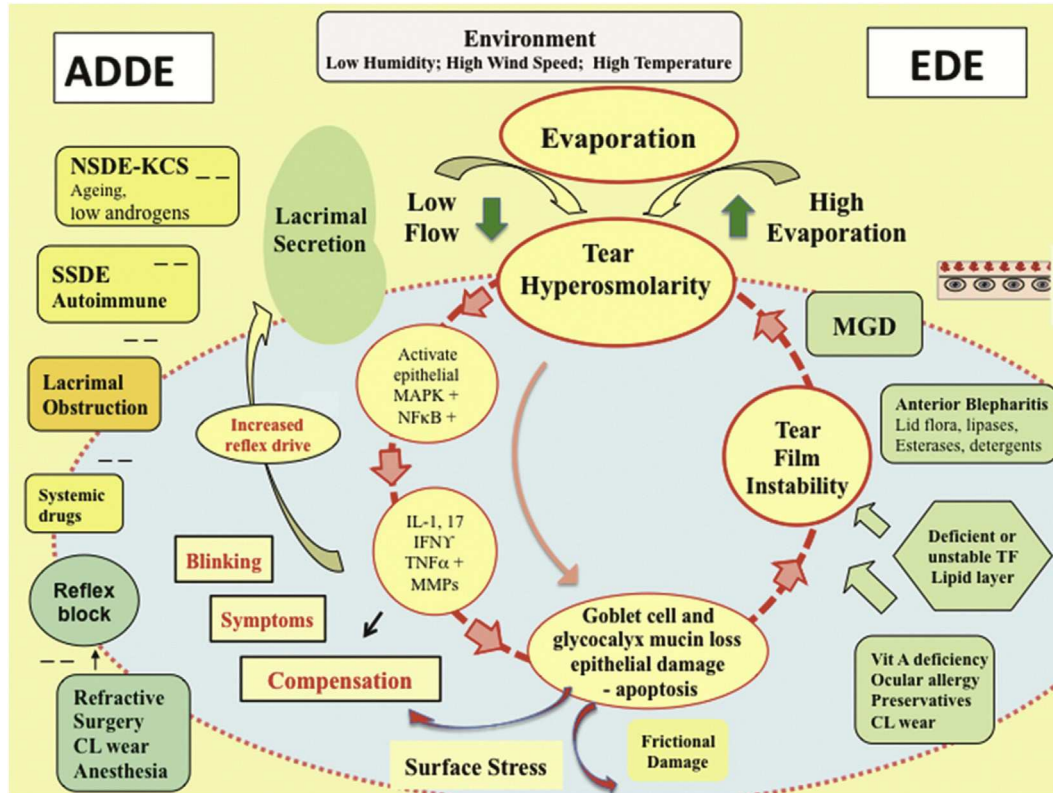 Environment
Low Humidity; High Wind Speed; High Temperature
ADDE
EDE
Evaporation
NSDE-KCS
Ageing,
low androgens
_ _
Lacrimal
Secretion
Low
Flow
High
Evaporation
Tear
Hyperosmolarity
SSDE
Autoimmune
_ _
MGD
Lacrimal
Obstruction
_ _
Activate
epithelial
MAPK +
NFκB +
Increased
reflex drive
Tear
Film
Instability
Anterior Blepharitis
Lid flora, lipases,
Esterases, detergents
Systemic
drugs
_ _
IL-1, 17
IFNϒ
TNFα +
MMPs
Deficient or
unstable TF
Lipid layer
Blinking
Symptoms
Compensation
Reflex
block
_ _
Goblet cell and
glycocalyx mucin loss
epithelial damage
- apoptosis
Vit A deficiency
Ocular allergy
Preservatives
CL wear
Refractive
Surgery
CL wear
Anesthesia
Surface Stress
Frictional
Damage